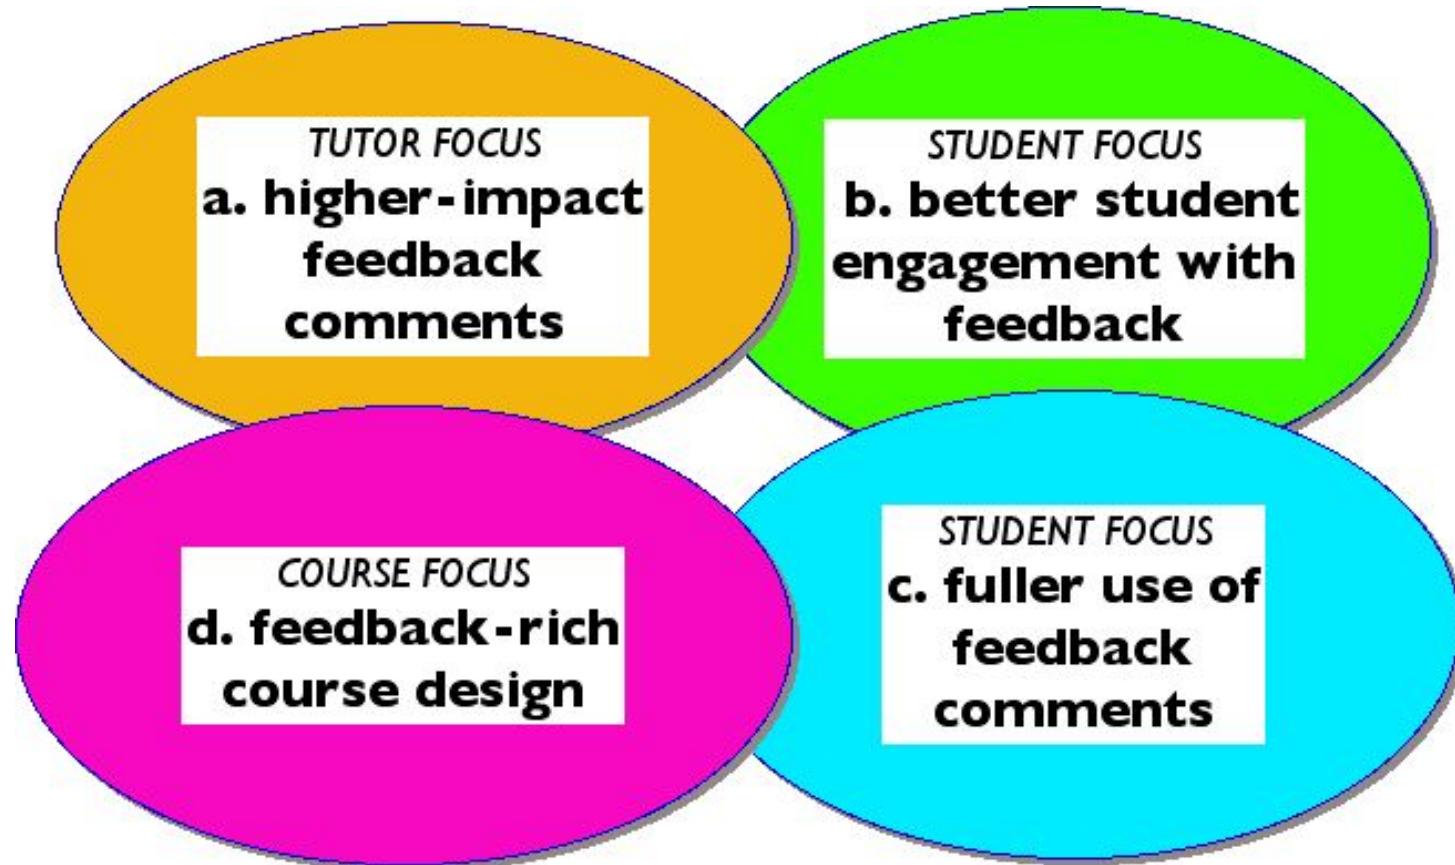 TUTOR FOCUS
a. higher-impact
feedback
comments
STUDENT FOCUS
b. better student
engagement with
feedback
COURSE FOCUS
d. feedback-rich
course design
STUDENT FOCUS
c. fuller use of
feedback
comments